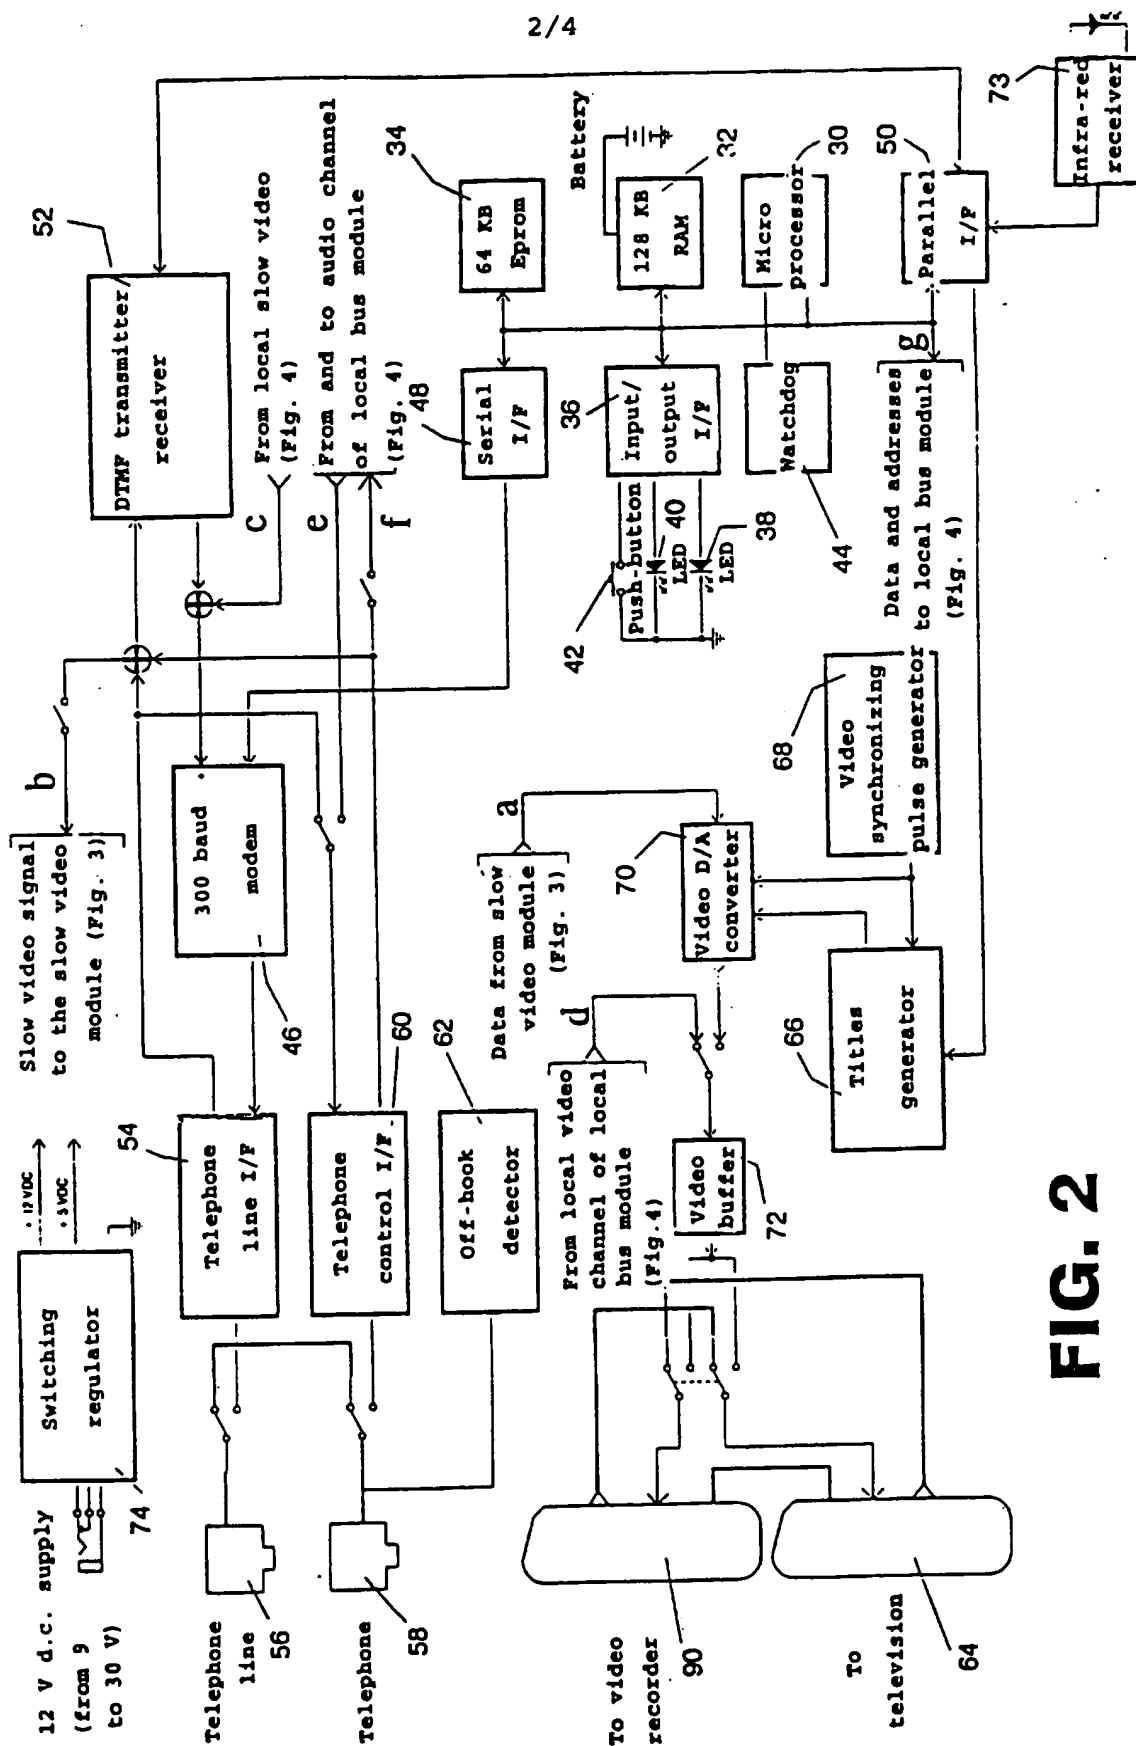 2/4
12 V d.c. supply
(from 9
to 30 V)
74
Switching
regulator
+ 12VDC
+ 5VDC
Slow video signal
to the slow video
module (Fig. 3)
b
52
DTMF transmitter/
receiver
Telephone
line
56
54
Telephone
line I/F
46
300 baud
modem
c
From local slow video
(Fig. 4)
e
From and to audio channel
of local bus module
(Fig. 4)
f
Telephone
58
Telephone
control I/F
60
Off-hook
detector
62
48
Serial
I/F
34
64 KB
Eprom
Data from slow
video module
(Fig. 3)
a
Battery
From local video
channel of local
bus module
(Fig.4)
d
42
Push-button
LED
40
LED
38
36
Input/
output
I/F
128 KB
RAM
32
To video
recorder
90
Video
buffer
72
70
Video D/A
converter
44
Watchdog
Micro
processor
30
68
Video
synchronizing
pulse generator
Data and addresses
to local bus module
(Fig. 4)
g
Parallel
I/F
50
To
television
64
66
Titles
generator
73
Infra-red
receiver
FIG. 2